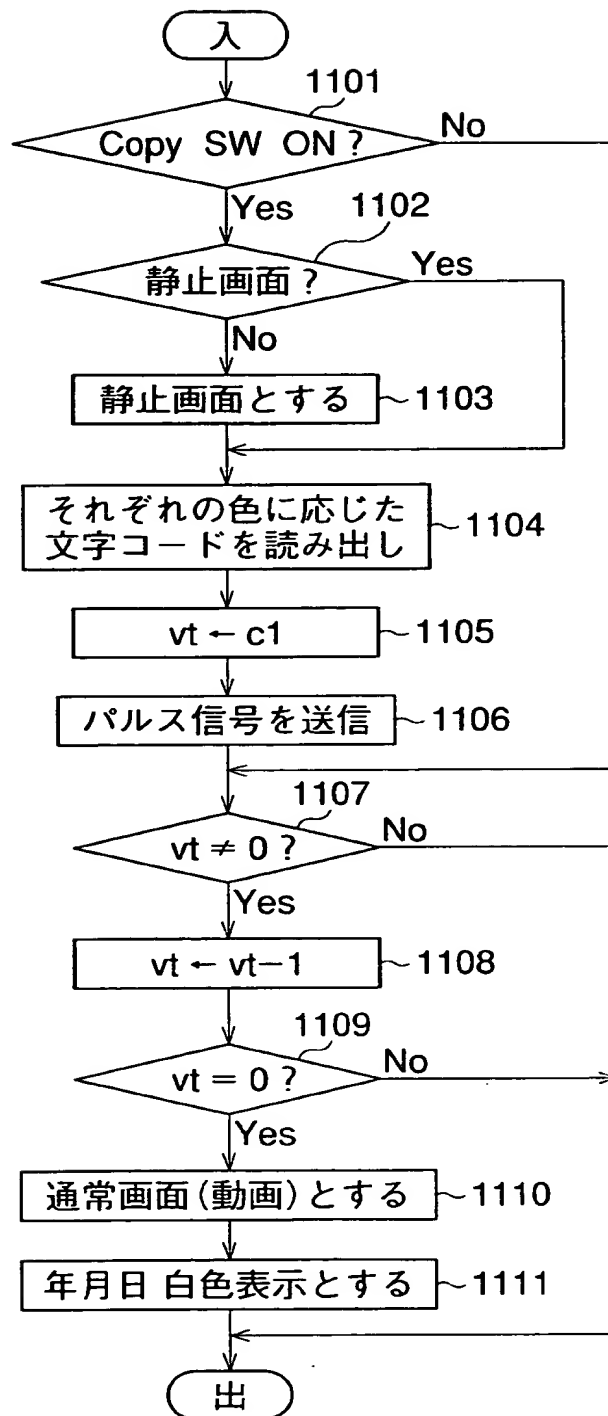 入
1101
Copy SW ON ?
No
Yes
1102
静止画面 ?
Yes
No
静止画面とする
1103
それぞれの色に応じた
文字コードを読み出し
1104
vt ← c1
1105
パルス信号を送信
1106
1107
vt ≠ 0 ?
No
Yes
vt ← vt−1
1108
1109
vt = 0 ?
No
Yes
通常画面(動画)とする
1110
年月日 白色表示とする
1111
出